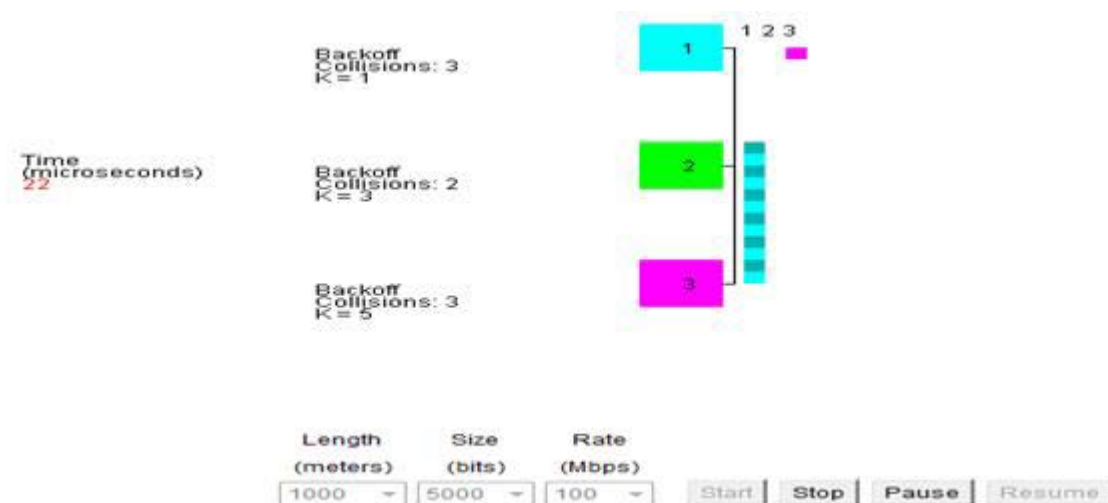 1 2 3
1
Backoff
Collisions: 3
K = 1
Time
(microseconds)
22
Backoff
Collisions: 2
K = 3
2
Backoff
Collisions: 3
K = 5
3
Length Size Rate
(meters) (bits) (Mbps)
1000 5000 100 Start Stop Pause Resume